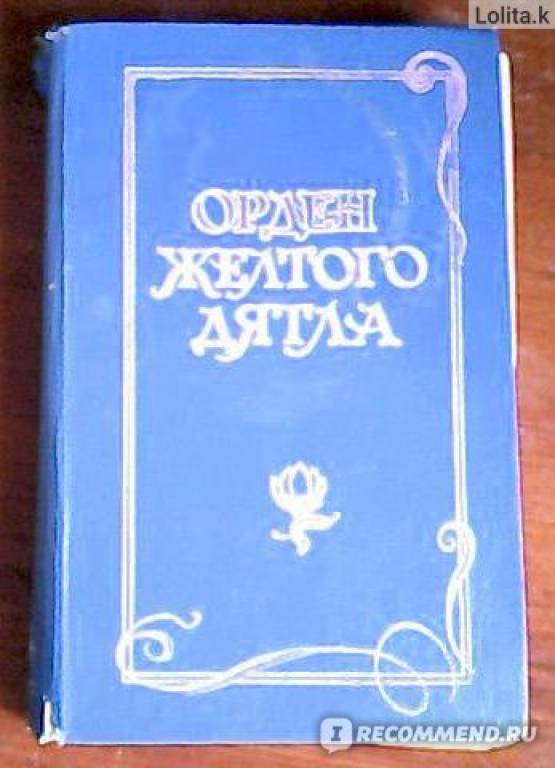 Lolita.k
ОРДЕН
ЖЕЛТОГО
ДЯТЛА
I RECOMMEND.RU